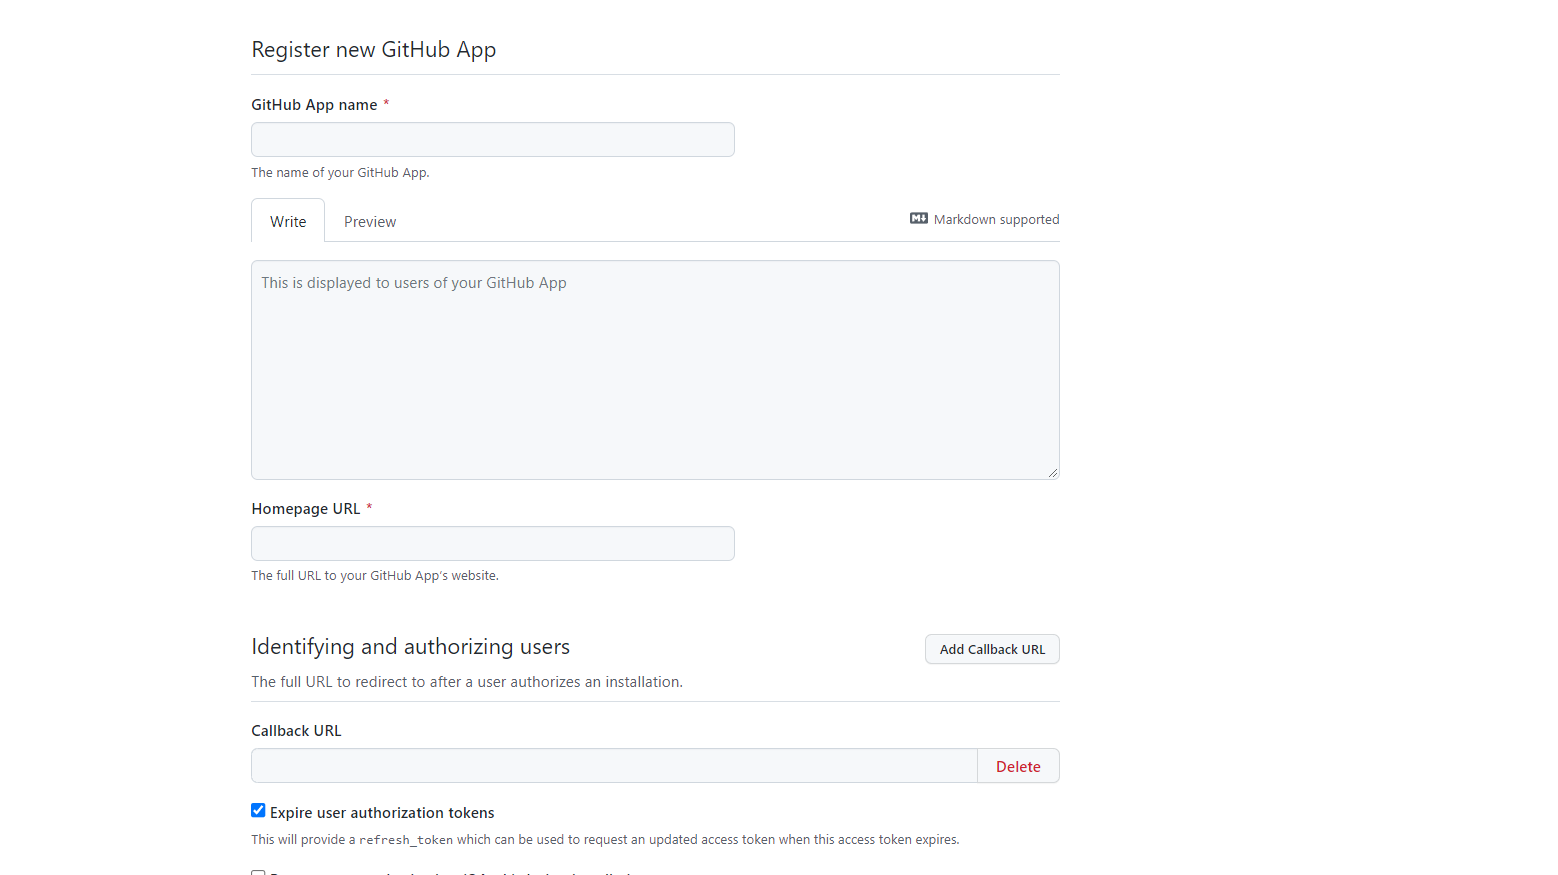 Register new GitHub App
GitHub App name *
The name of your GitHub App.
Write Preview Markdown supported
This is displayed to users of your GitHub App
Homepage URL *
The full URL to your GitHub App's website.
Identifying and authorizing users Add Callback URL
The full URL to redirect to after a user authorizes an installation.
Callback URL
Delete
Expire user authorization tokens
This will provide a refresh_token which can be used to request an updated access token when this access token expires.